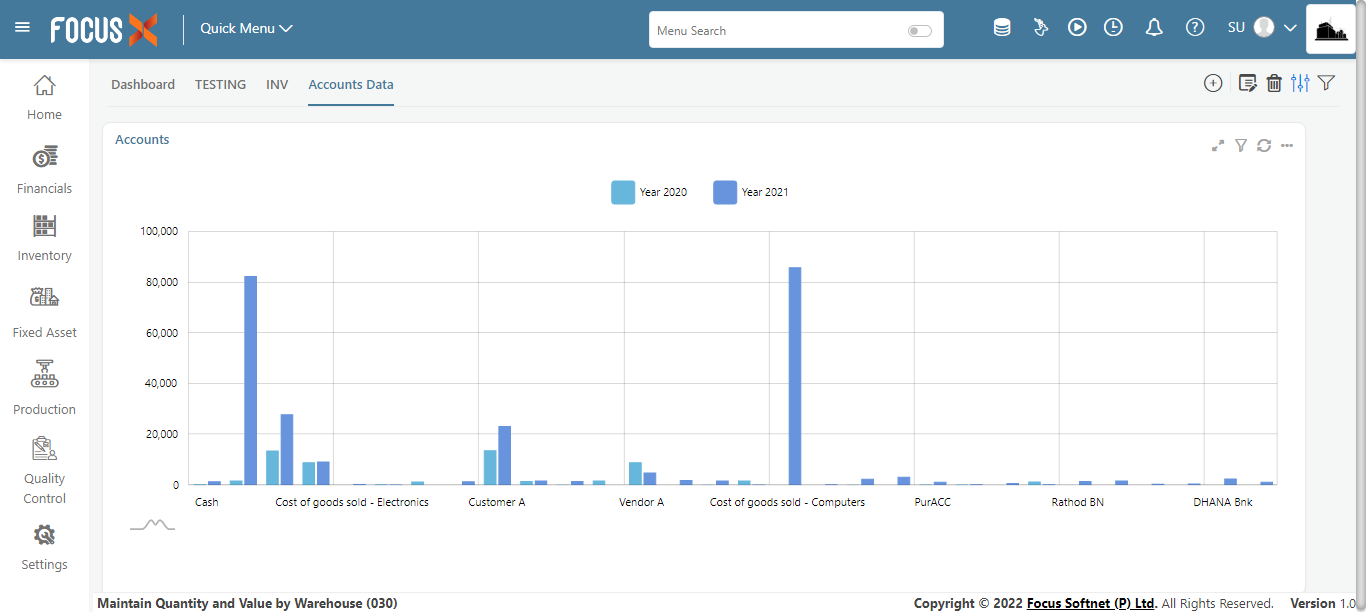 FOCUS X
Quick Menu
Menu Search
SU
Home
Financials
Inventory
Fixed Asset
Production
Quality
Control
Settings
Dashboard TESTING INV Accounts Data
Accounts
Year 2020 Year 2021
100,000
80,000
60,000
40,000
20,000
0
Cash Cost of goods sold - Electronics Customer A Vendor A Cost of goods sold - Computers PurACC Rathod BN DHANA Bnk
Maintain Quantity and Value by Warehouse (030) Copyright © 2022 Focus Softnet (P) Ltd. All Rights Reserved. Version 1.0